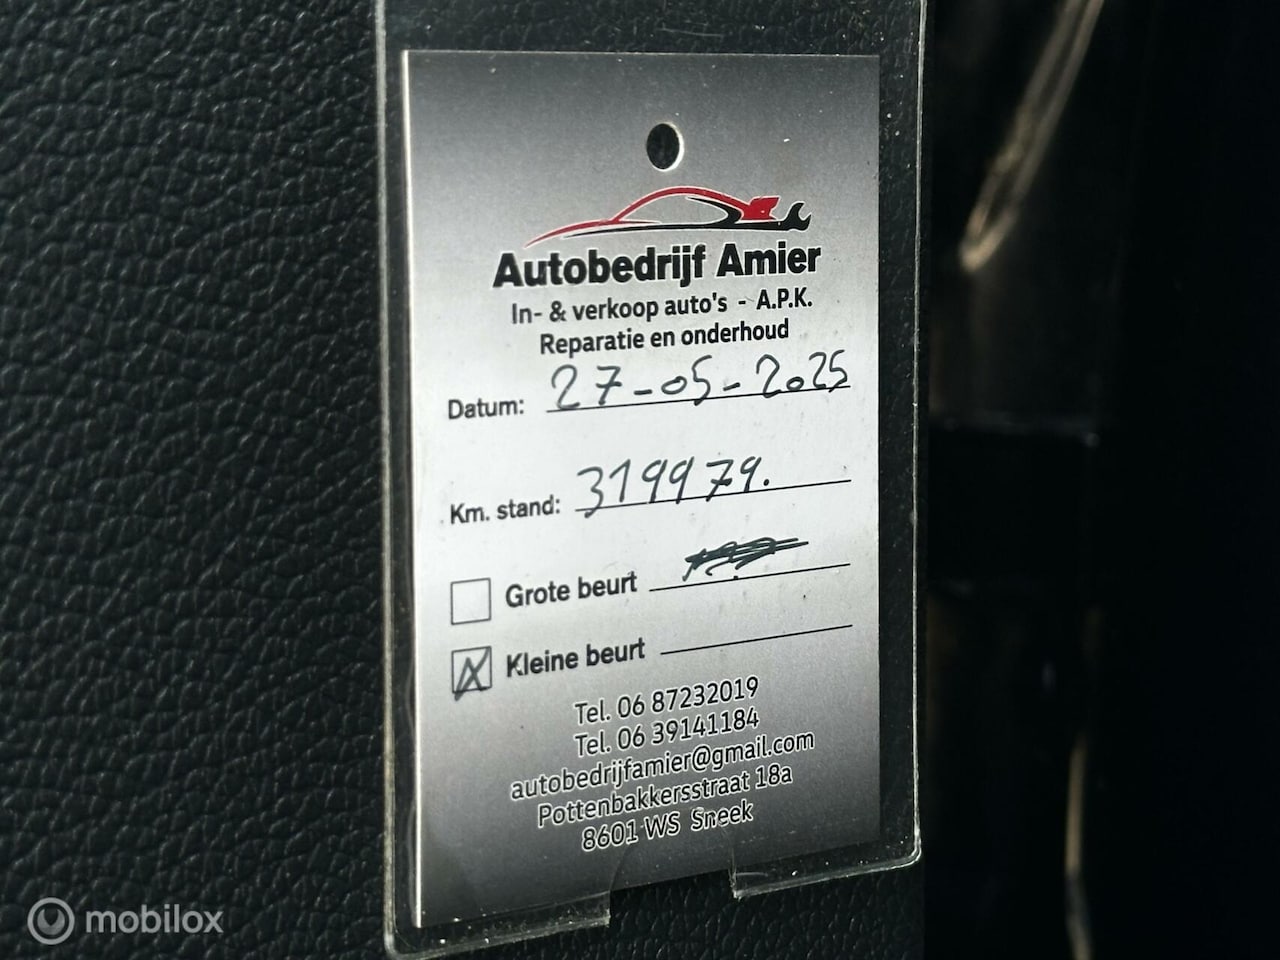 Autobedrijf Amier
In- & verkoop auto's - A.P.K.
Reparatie en onderhoud
Datum: 27-05-2025
Km. stand: 319979.
Grote beurt
Kleine beurt
Tel. 06 87232019
Tel. 06 39141184
autobedrijfamier@gmail.com
Pottenbakkersstraat 18a
8601 WS Sneek
mobilox